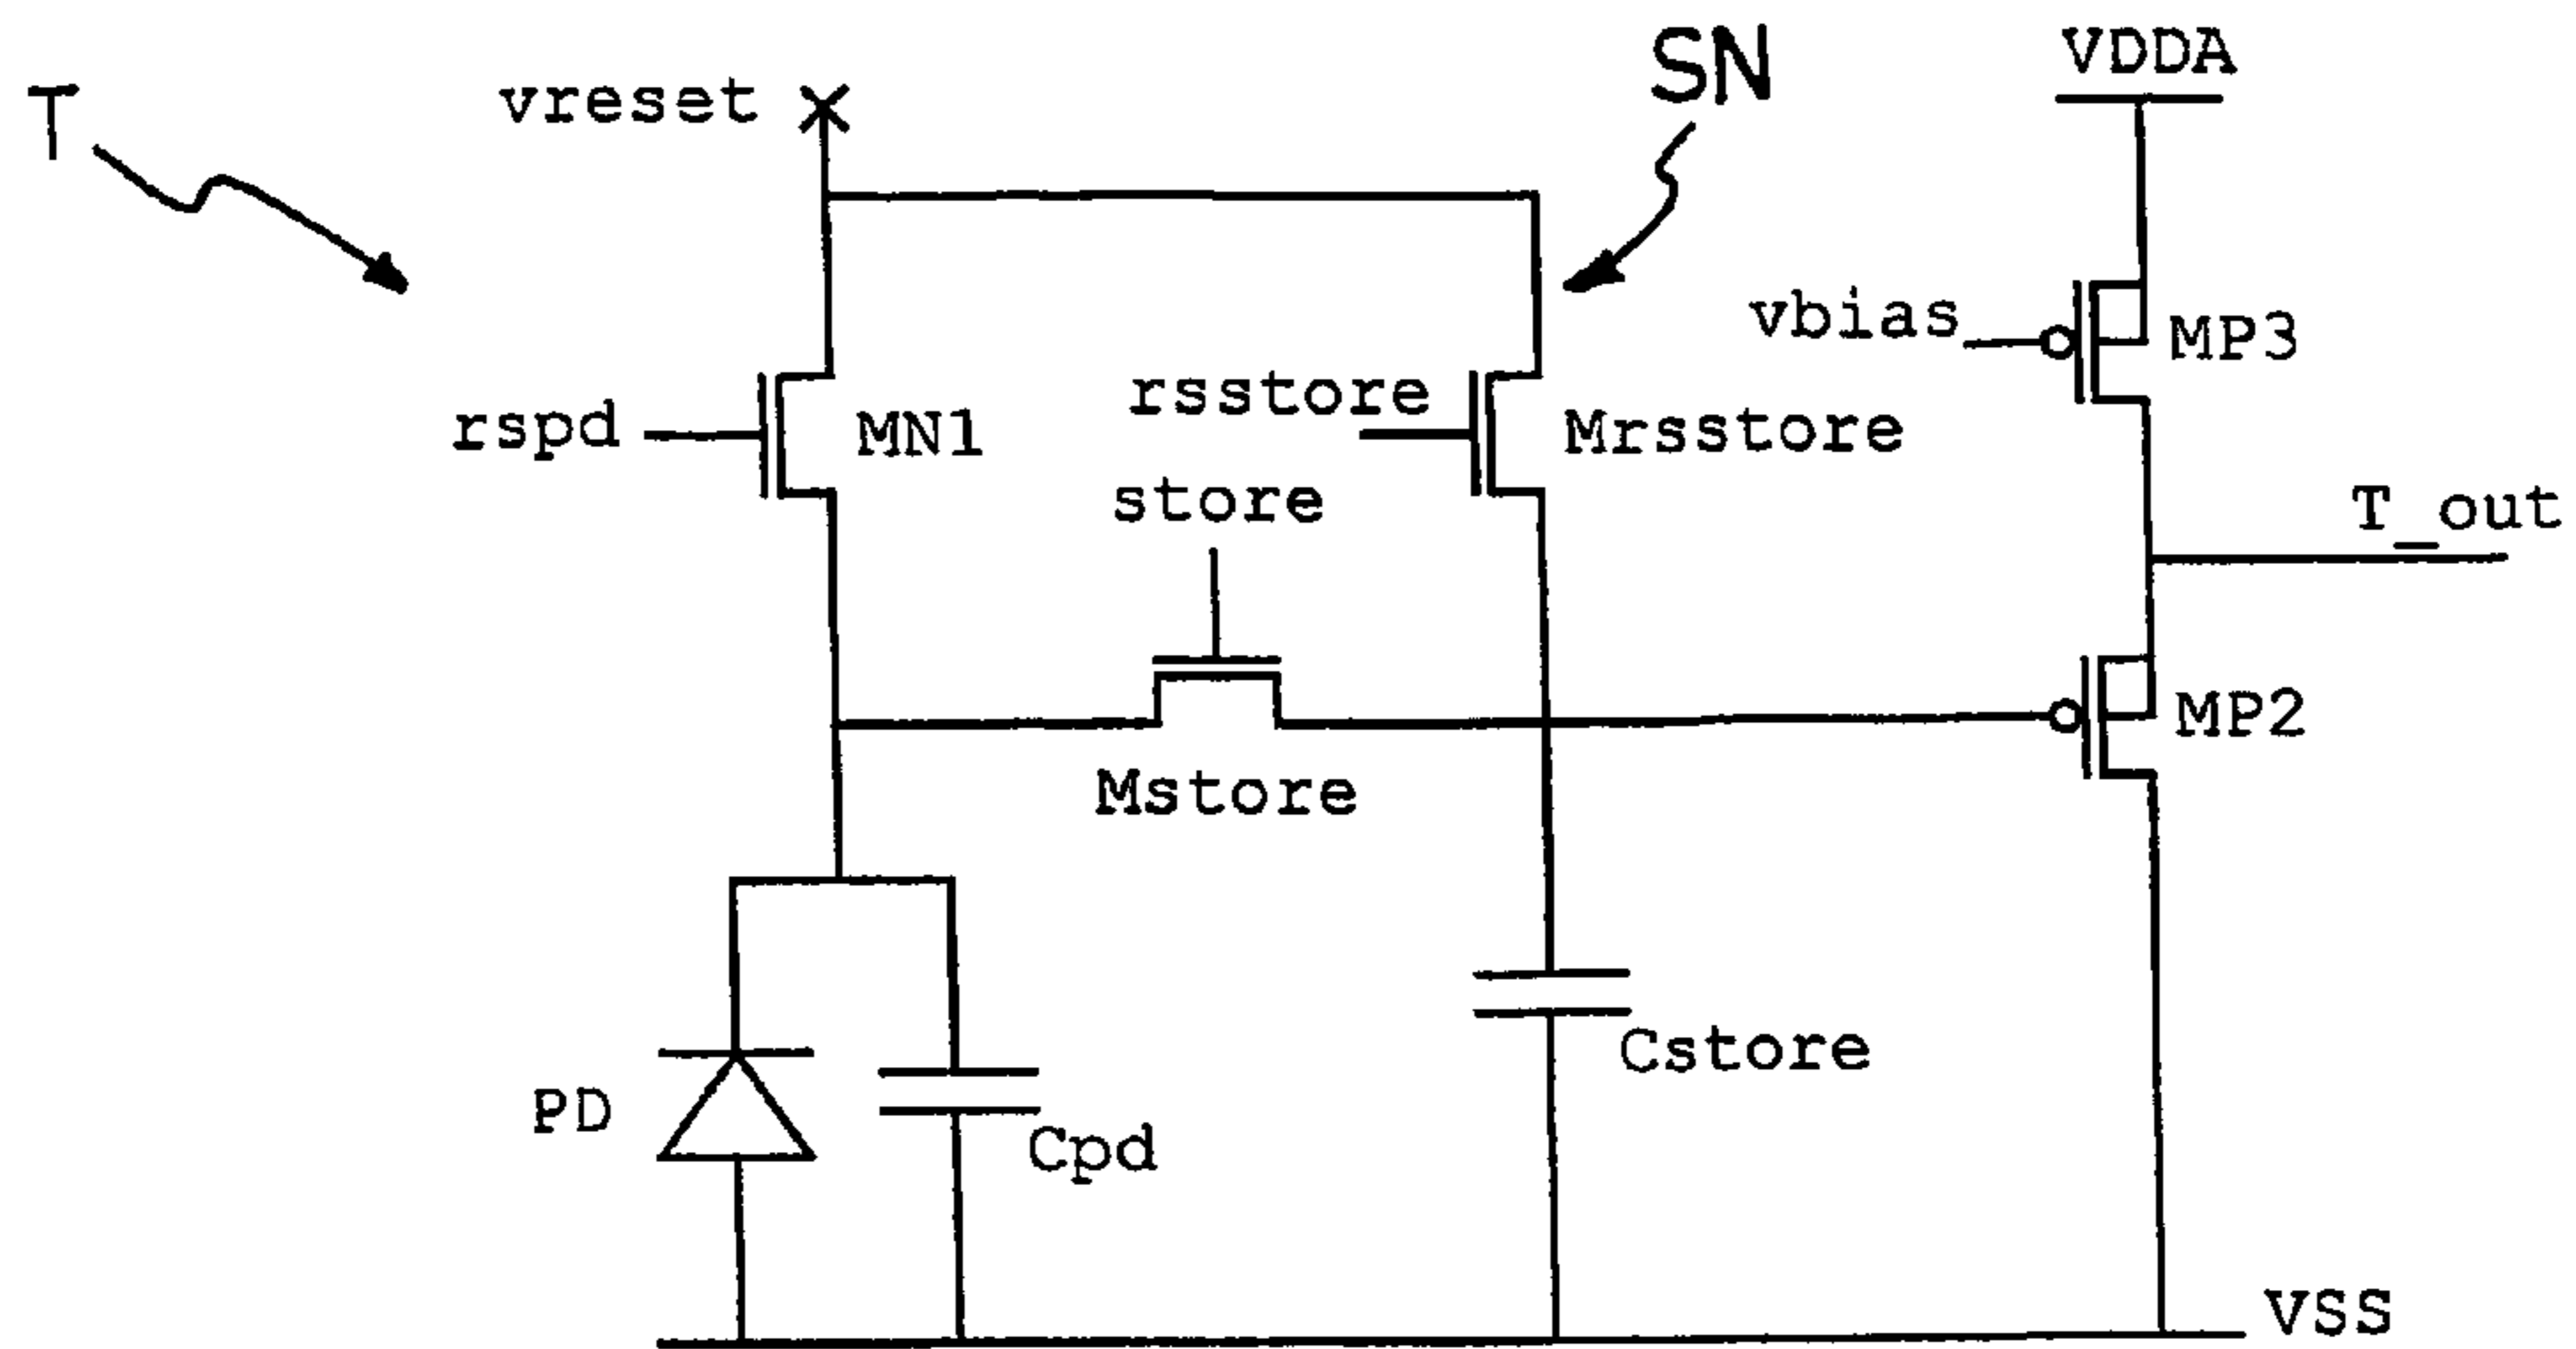 T
vreset
SN
VDDA
vbias
MP3
rspd
MN1
rsstore
Mrsstore
store
T_out
Mstore
MP2
PD
Cpd
Cstore
VSS